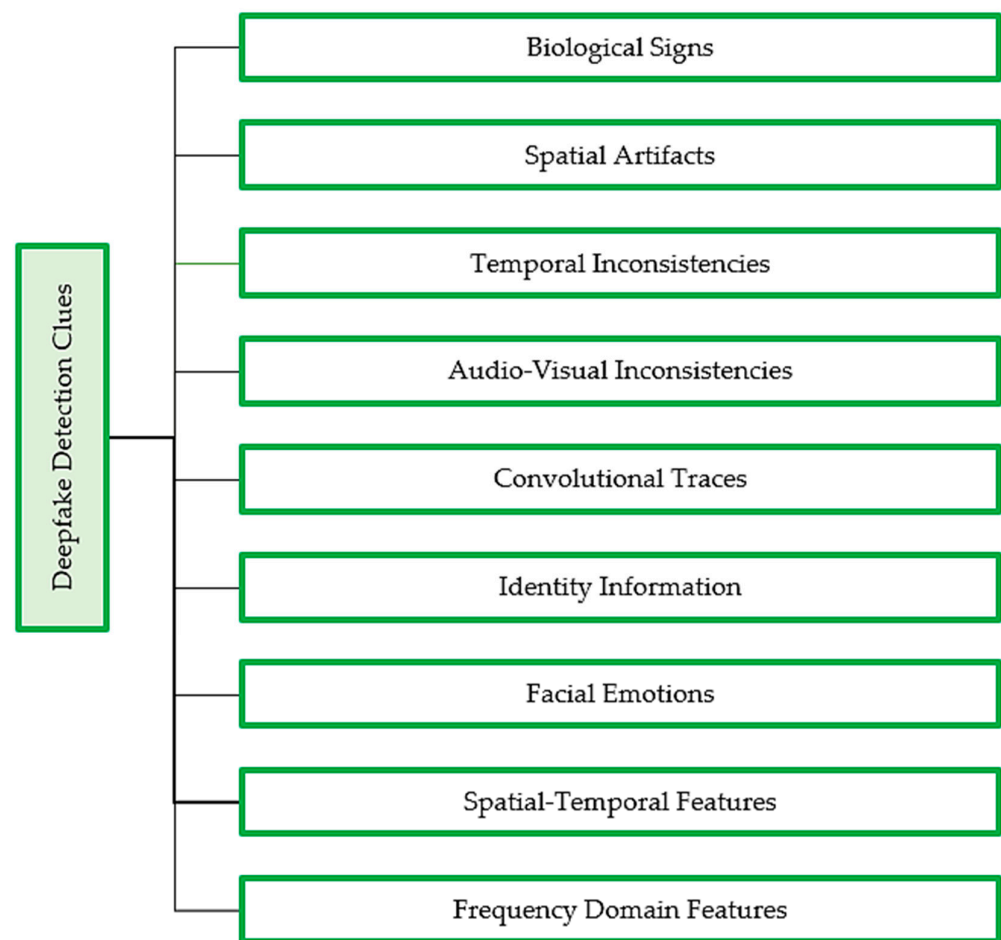 Biological Signs
Spatial Artifacts
Temporal Inconsistencies
Deepfake Detection Clues
Audio-Visual Inconsistencies
Convolutional Traces
Identity Information
Facial Emotions
Spatial-Temporal Features
Frequency Domain Features